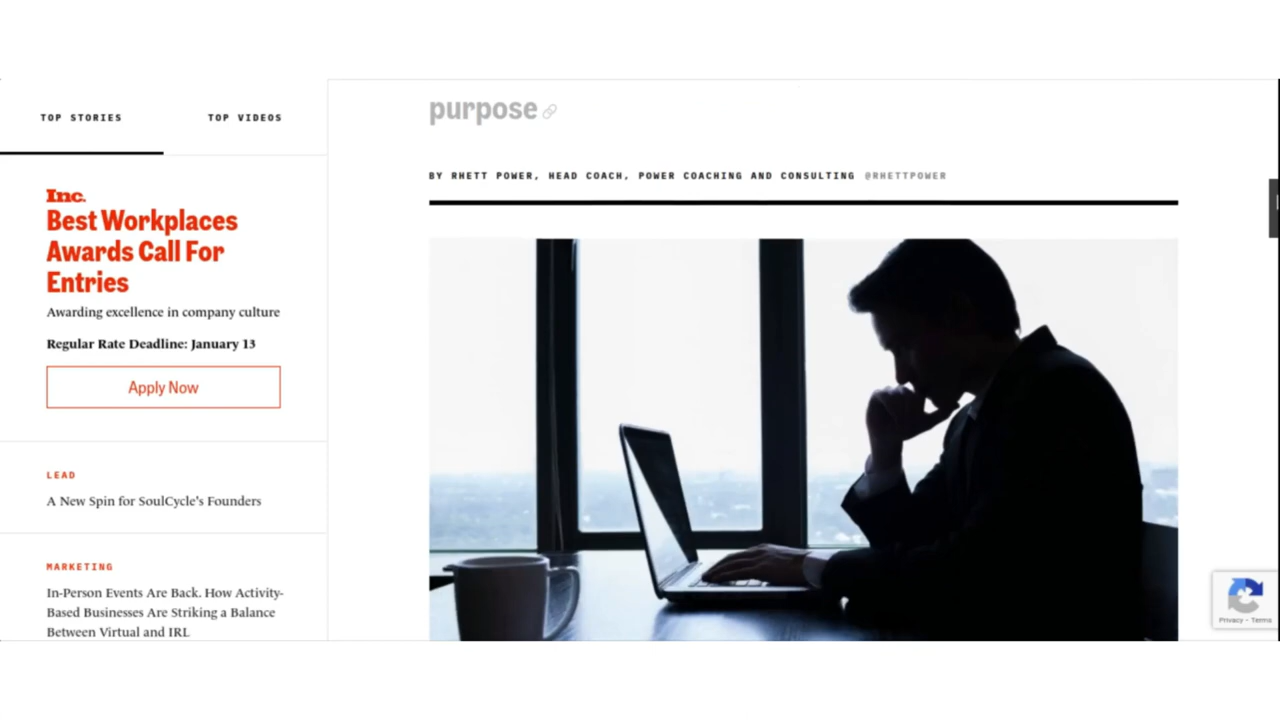 TOP STORIES
TOP VIDEOS
Inc.
Best Workplaces
Awards Call For
Entries
Awarding excellence in company culture
Regular Rate Deadline: January 13
Apply Now
LEAD
A New Spin for SoulCycle's Founders
MARKETING
In-Person Events Are Back. How Activity-
Based Businesses Are Striking a Balance
Between Virtual and IRL
purpose
BY RHETT POWER, HEAD COACH, POWER COACHING AND CONSULTING @RHETTPOWER
Privacy - Terms